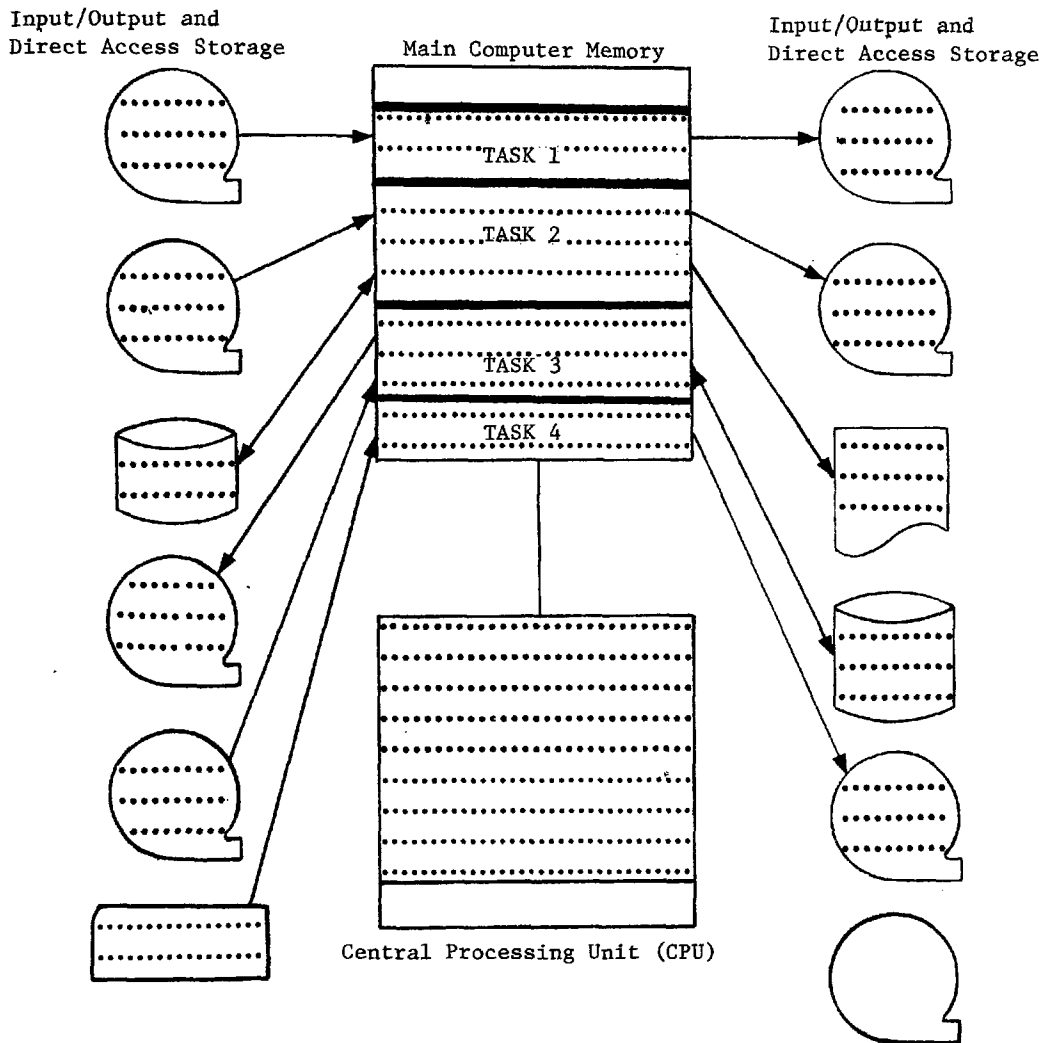 Input/Output and
Direct Access Storage
Main Computer Memory
Input/Output and
Direct Access Storage
TASK 1
TASK 2
TASK 3
TASK 4
Central Processing Unit (CPU)